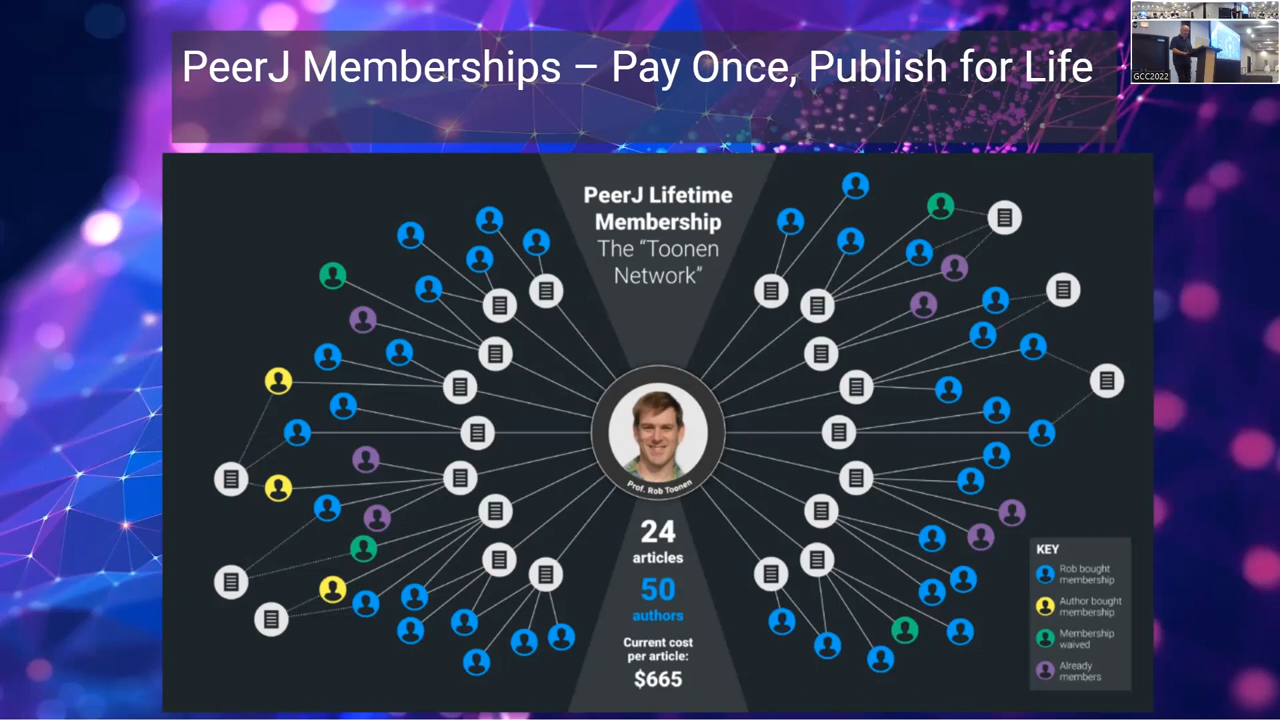 PeerJ Memberships – Pay Once, Publish for Life
GCC2022
PeerJ Lifetime
Membership
The “Toonen
Network”
Prof. Rob Toonen
24
articles
50
authors
Current cost
per article:
$665
KEY
Rob bought
membership
Author bought
membership
Membership
waived
Already
members